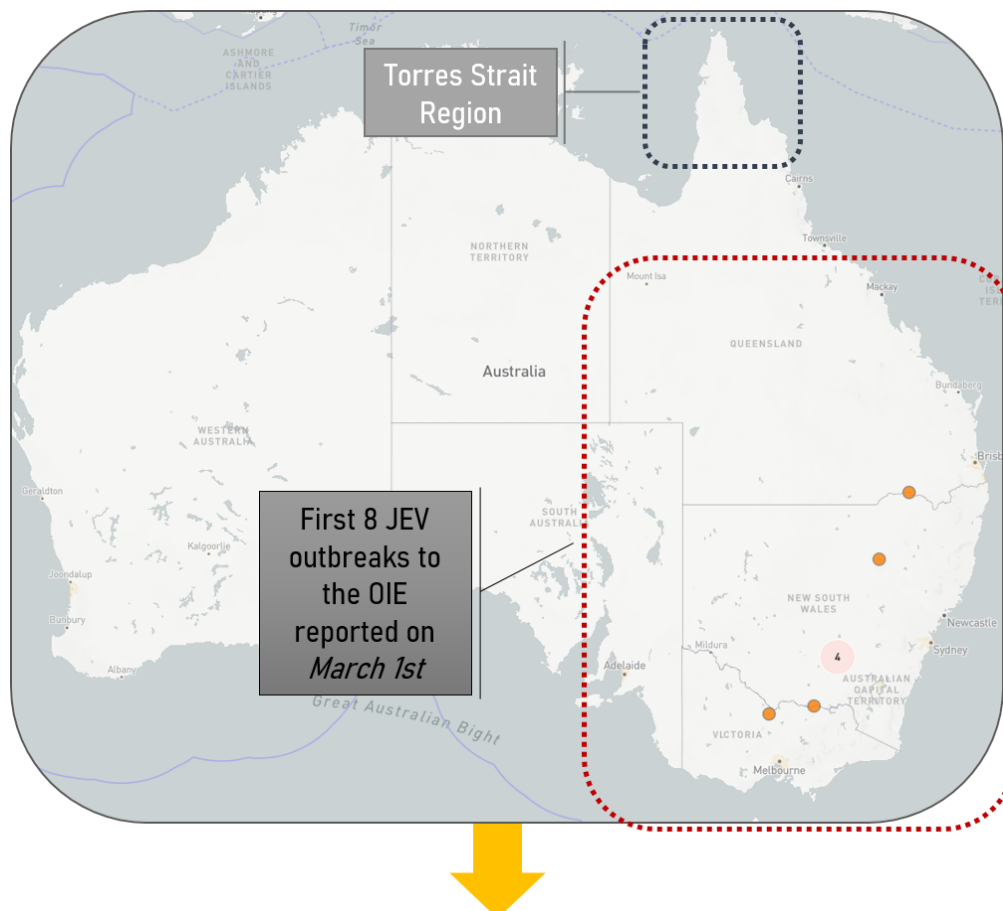 Timor
Sea
ASHMORE
AND
CARTIER
ISLANDS
Torres Strait
Region
Cairns
NORTHERN
TERRITORY
Townsville
Mount Isa
Mackay
QUEENSLAND
Australia
Bundaberg
WESTERN
AUSTRALIA
Brisb
Geraldton
First 8 JEV
outbreaks to
the OIE
reported on
March 1st
SOUTH
AUSTRALIA
Kalgoorlie
Joondalup
NEW SOUTH
WALES
Newcastle
Bunbury
Mildura
Sydney
4
Albany
Adelaide
AUSTRALIAN
CAPITAL
TERRITORY
Great Australian Bight
VICTORIA
Melbourne